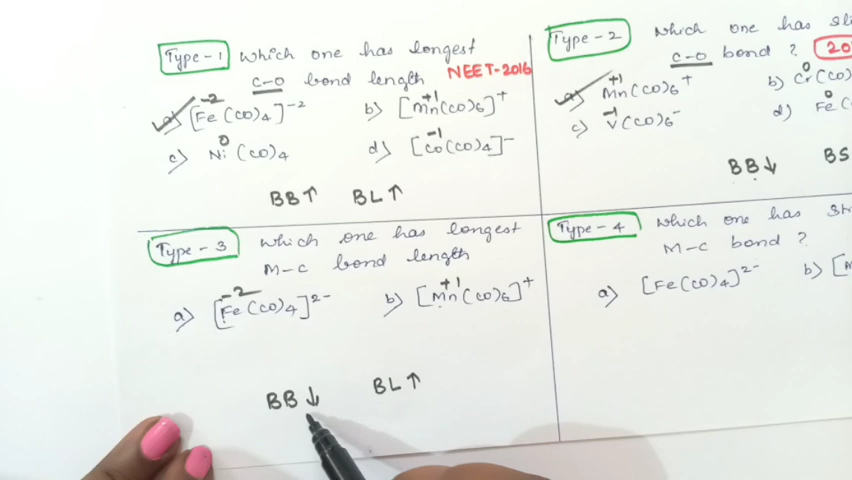 Type-1 Which one has longest
C-O bond length NEET-2016
-2 +1
a) [Fe(CO)4]-2 b) [Mn(CO)6]+
0 -1
c) Ni(CO)4 d) [Co(CO)4]-
BB↑ BL↑
Type-2 Which one has
C-O bond ?
+1 0
a) Mn(CO)6+ b) Cr(CO)
-1 0
c) V(CO)6- d) Fe(
BB↓ BS
Type-3 Which one has longest
M-C bond length
-2 +1
a) [Fe(CO)4]2- b) [Mn(CO)6]+
BB↓ BL↑
Type-4 Which one has
M-C bond ?
a) [Fe(CO)4]2- b) [